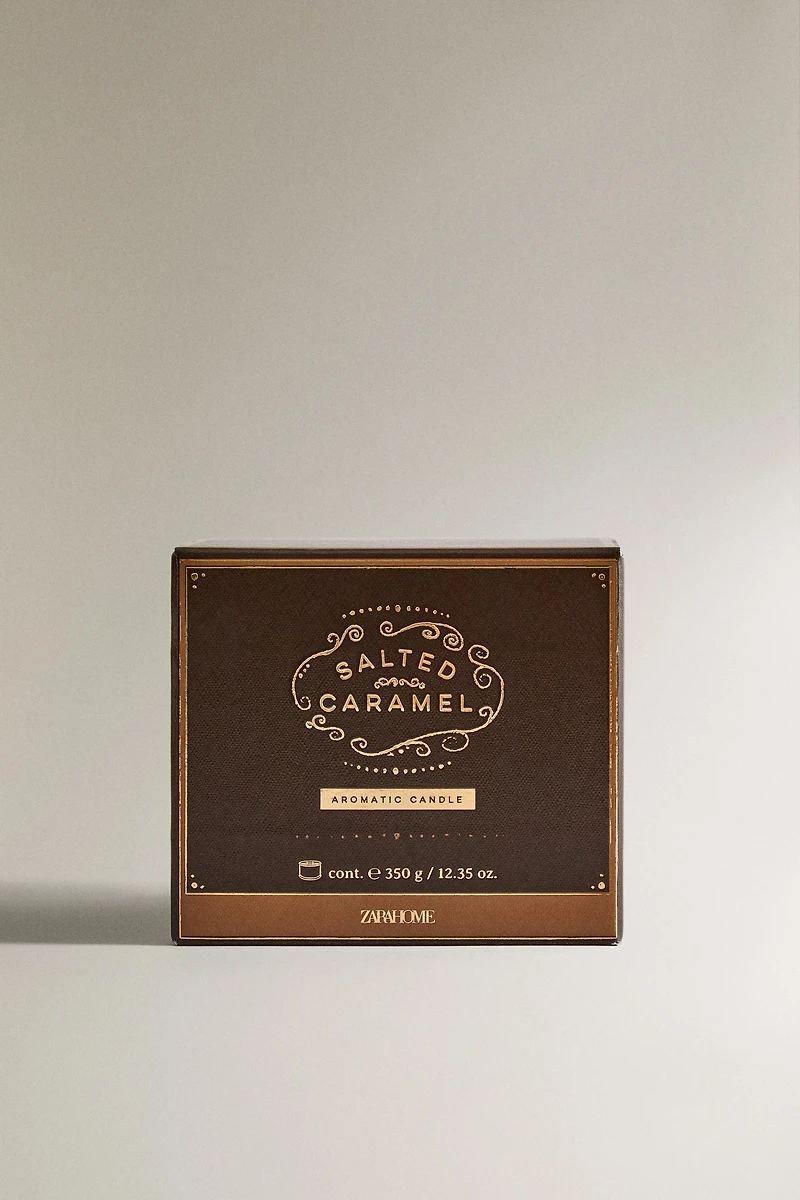 SALTED
CARAMEL
AROMATIC CANDLE
cont. ℮ 350 g / 12.35 oz.
ZARAHOME